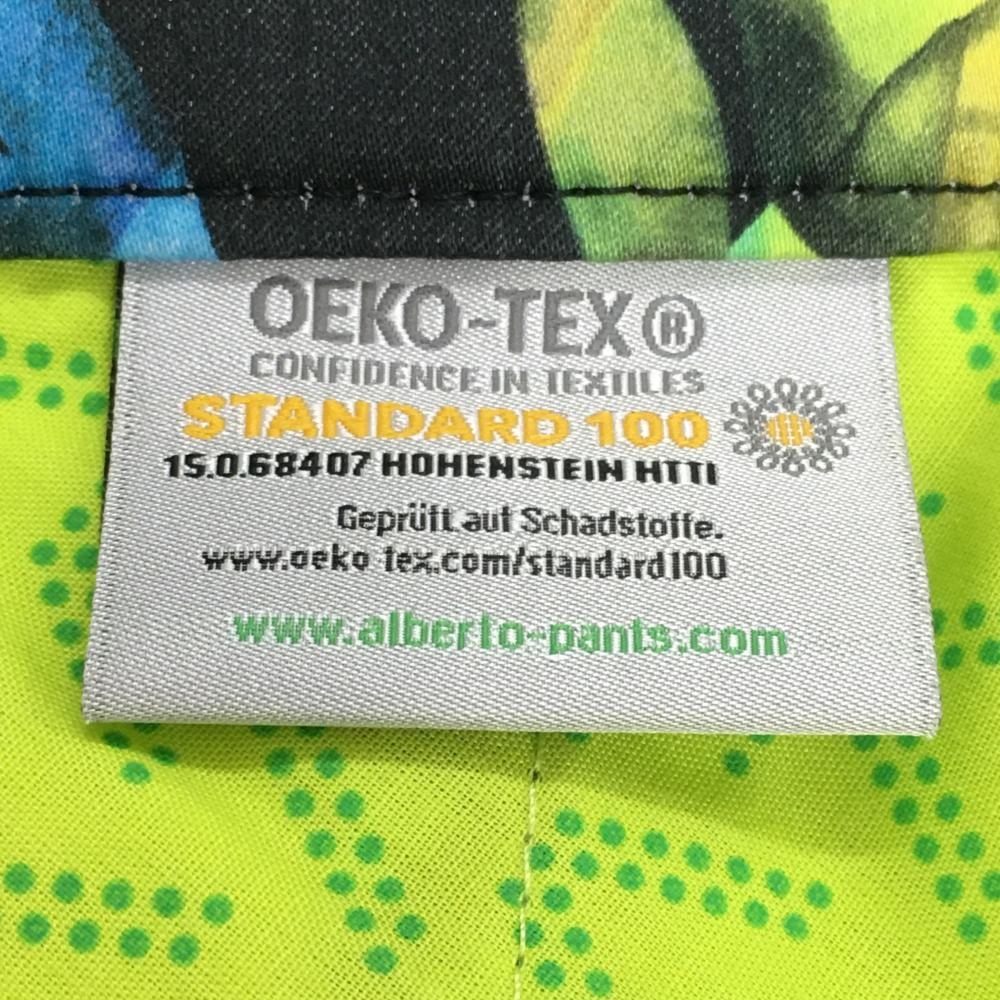 OEKO-TEX®
CONFIDENCE IN TEXTILES
STANDARD 100
15.0.68407 HOHENSTEIN HTTI
Geprüft auf Schadstoffe.
www.oeko-tex.com/standard100
www.alberto-pants.com